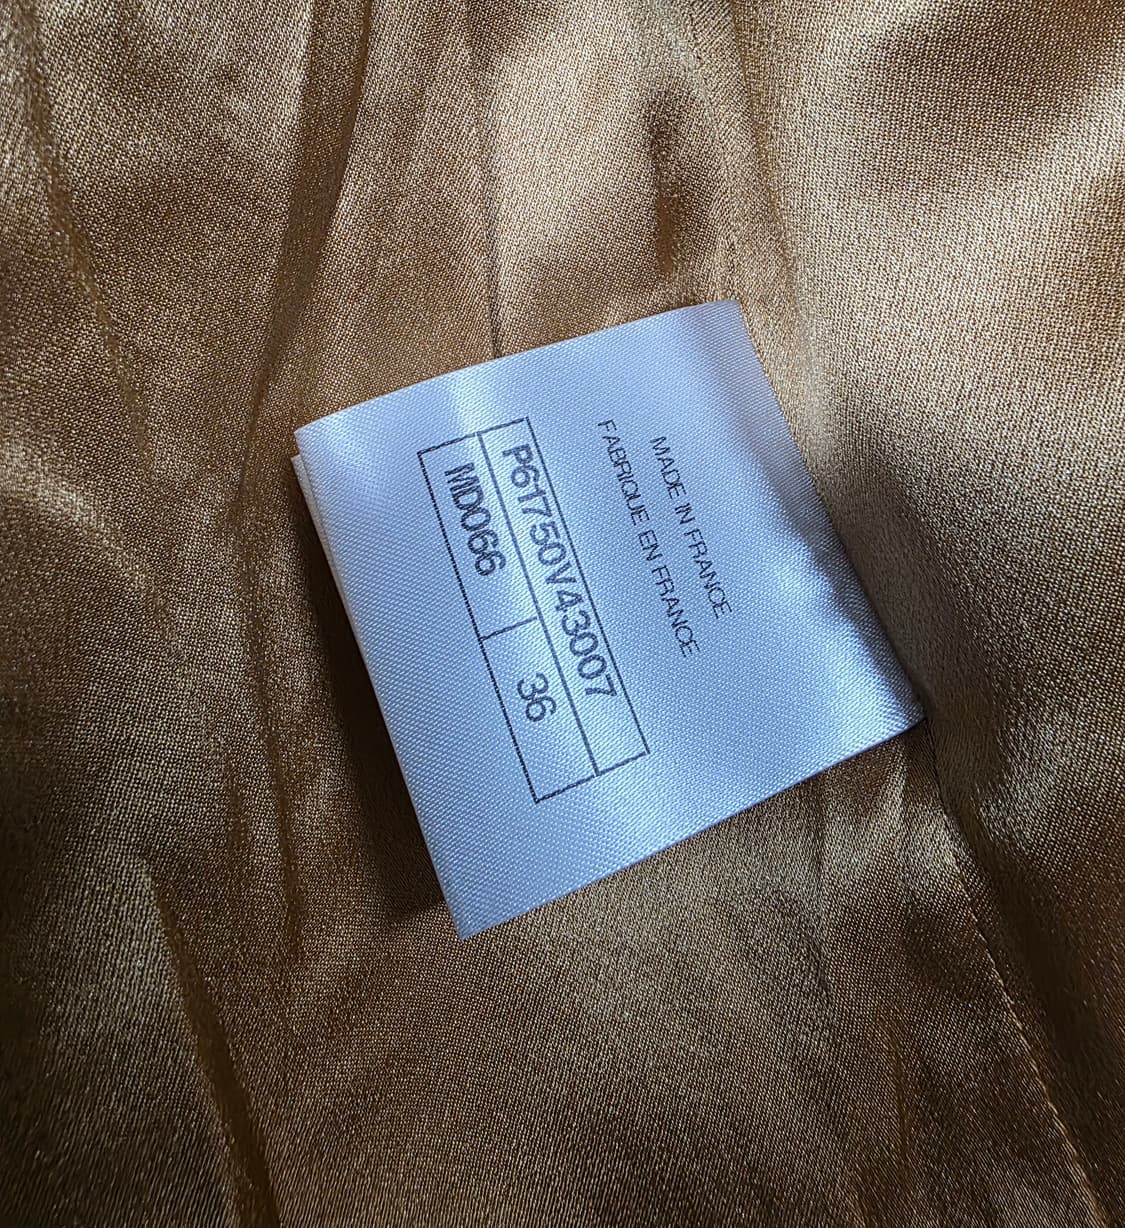 MADE IN FRANCE
FABRIQUE EN FRANCE
P61750V43007
MD066 36